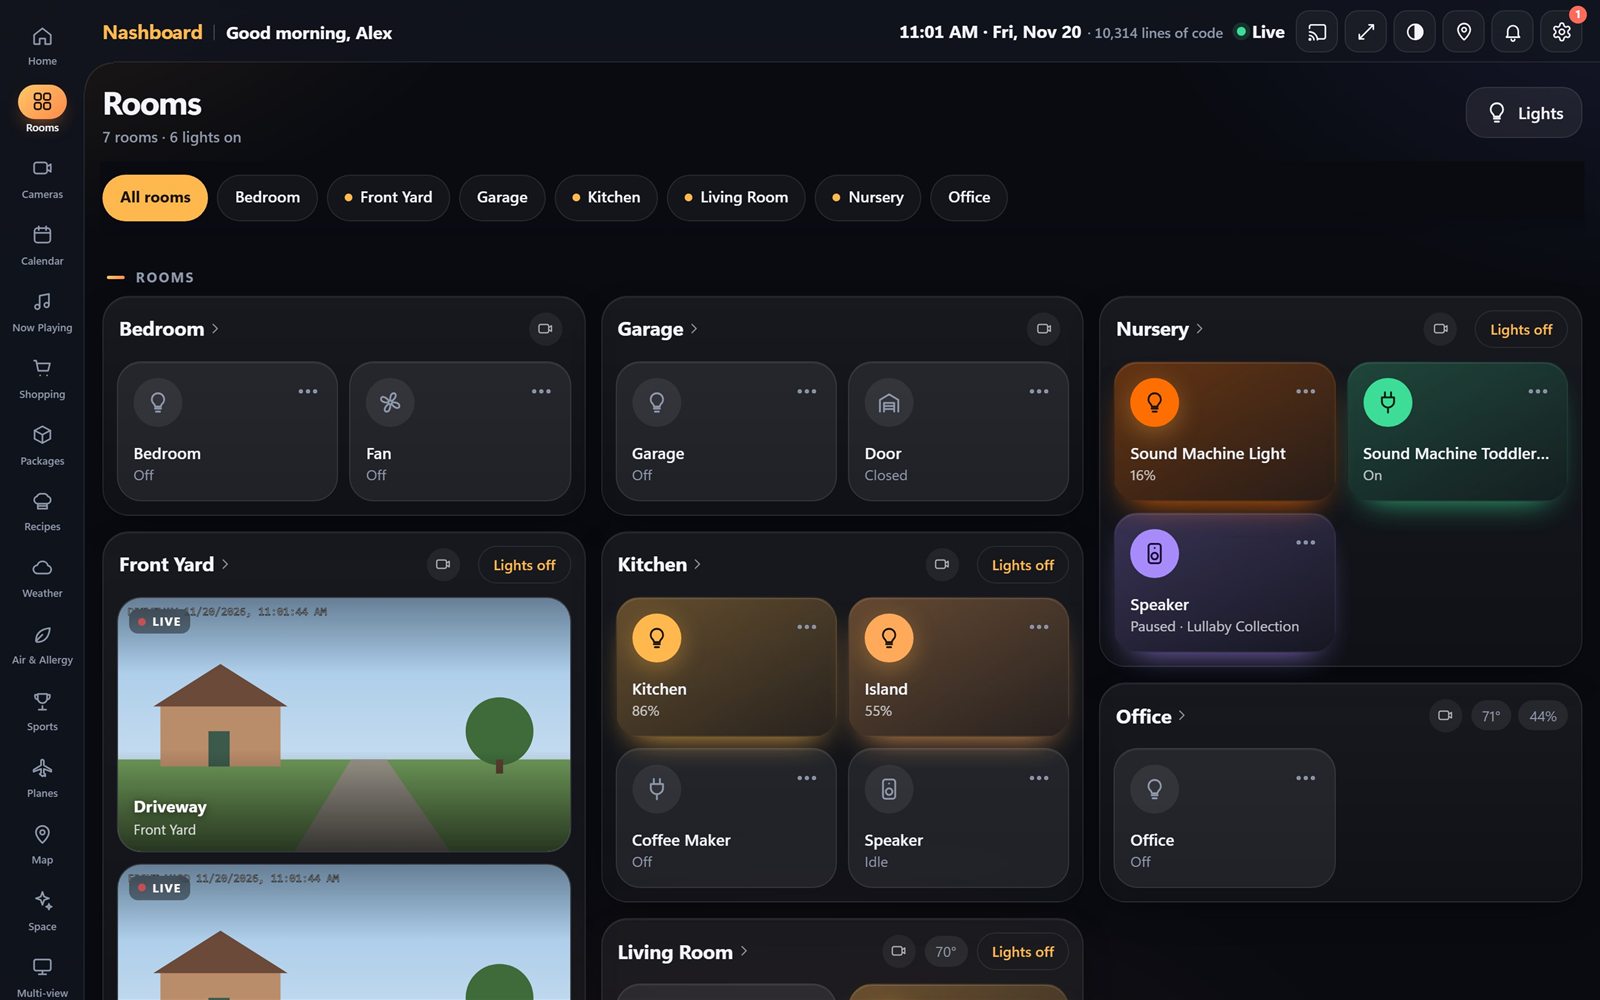 Nashboard
Good morning, Alex
11:01 AM · Fri, Nov 20 · 10,314 lines of code
Live
1
Home
Rooms
Cameras
Calendar
Now Playing
Shopping
Packages
Recipes
Weather
Air & Allergy
Sports
Planes
Map
Space
Multi-view
Rooms
7 rooms · 6 lights on
Lights
All rooms
Bedroom
Front Yard
Garage
Kitchen
Living Room
Nursery
Office
ROOMS
Bedroom
Bedroom
Off
Fan
Off
Garage
Garage
Off
Door
Closed
Nursery
Lights off
Sound Machine Light
16%
Sound Machine Toddler...
On
Speaker
Paused · Lullaby Collection
Front Yard
Lights off
11/20/2026, 11:01:44 AM
LIVE
Driveway
Front Yard
11/20/2026, 11:01:44 AM
LIVE
Kitchen
Lights off
Kitchen
86%
Island
55%
Coffee Maker
Off
Speaker
Idle
Office
71°
44%
Office
Off
Living Room
70°
Lights off